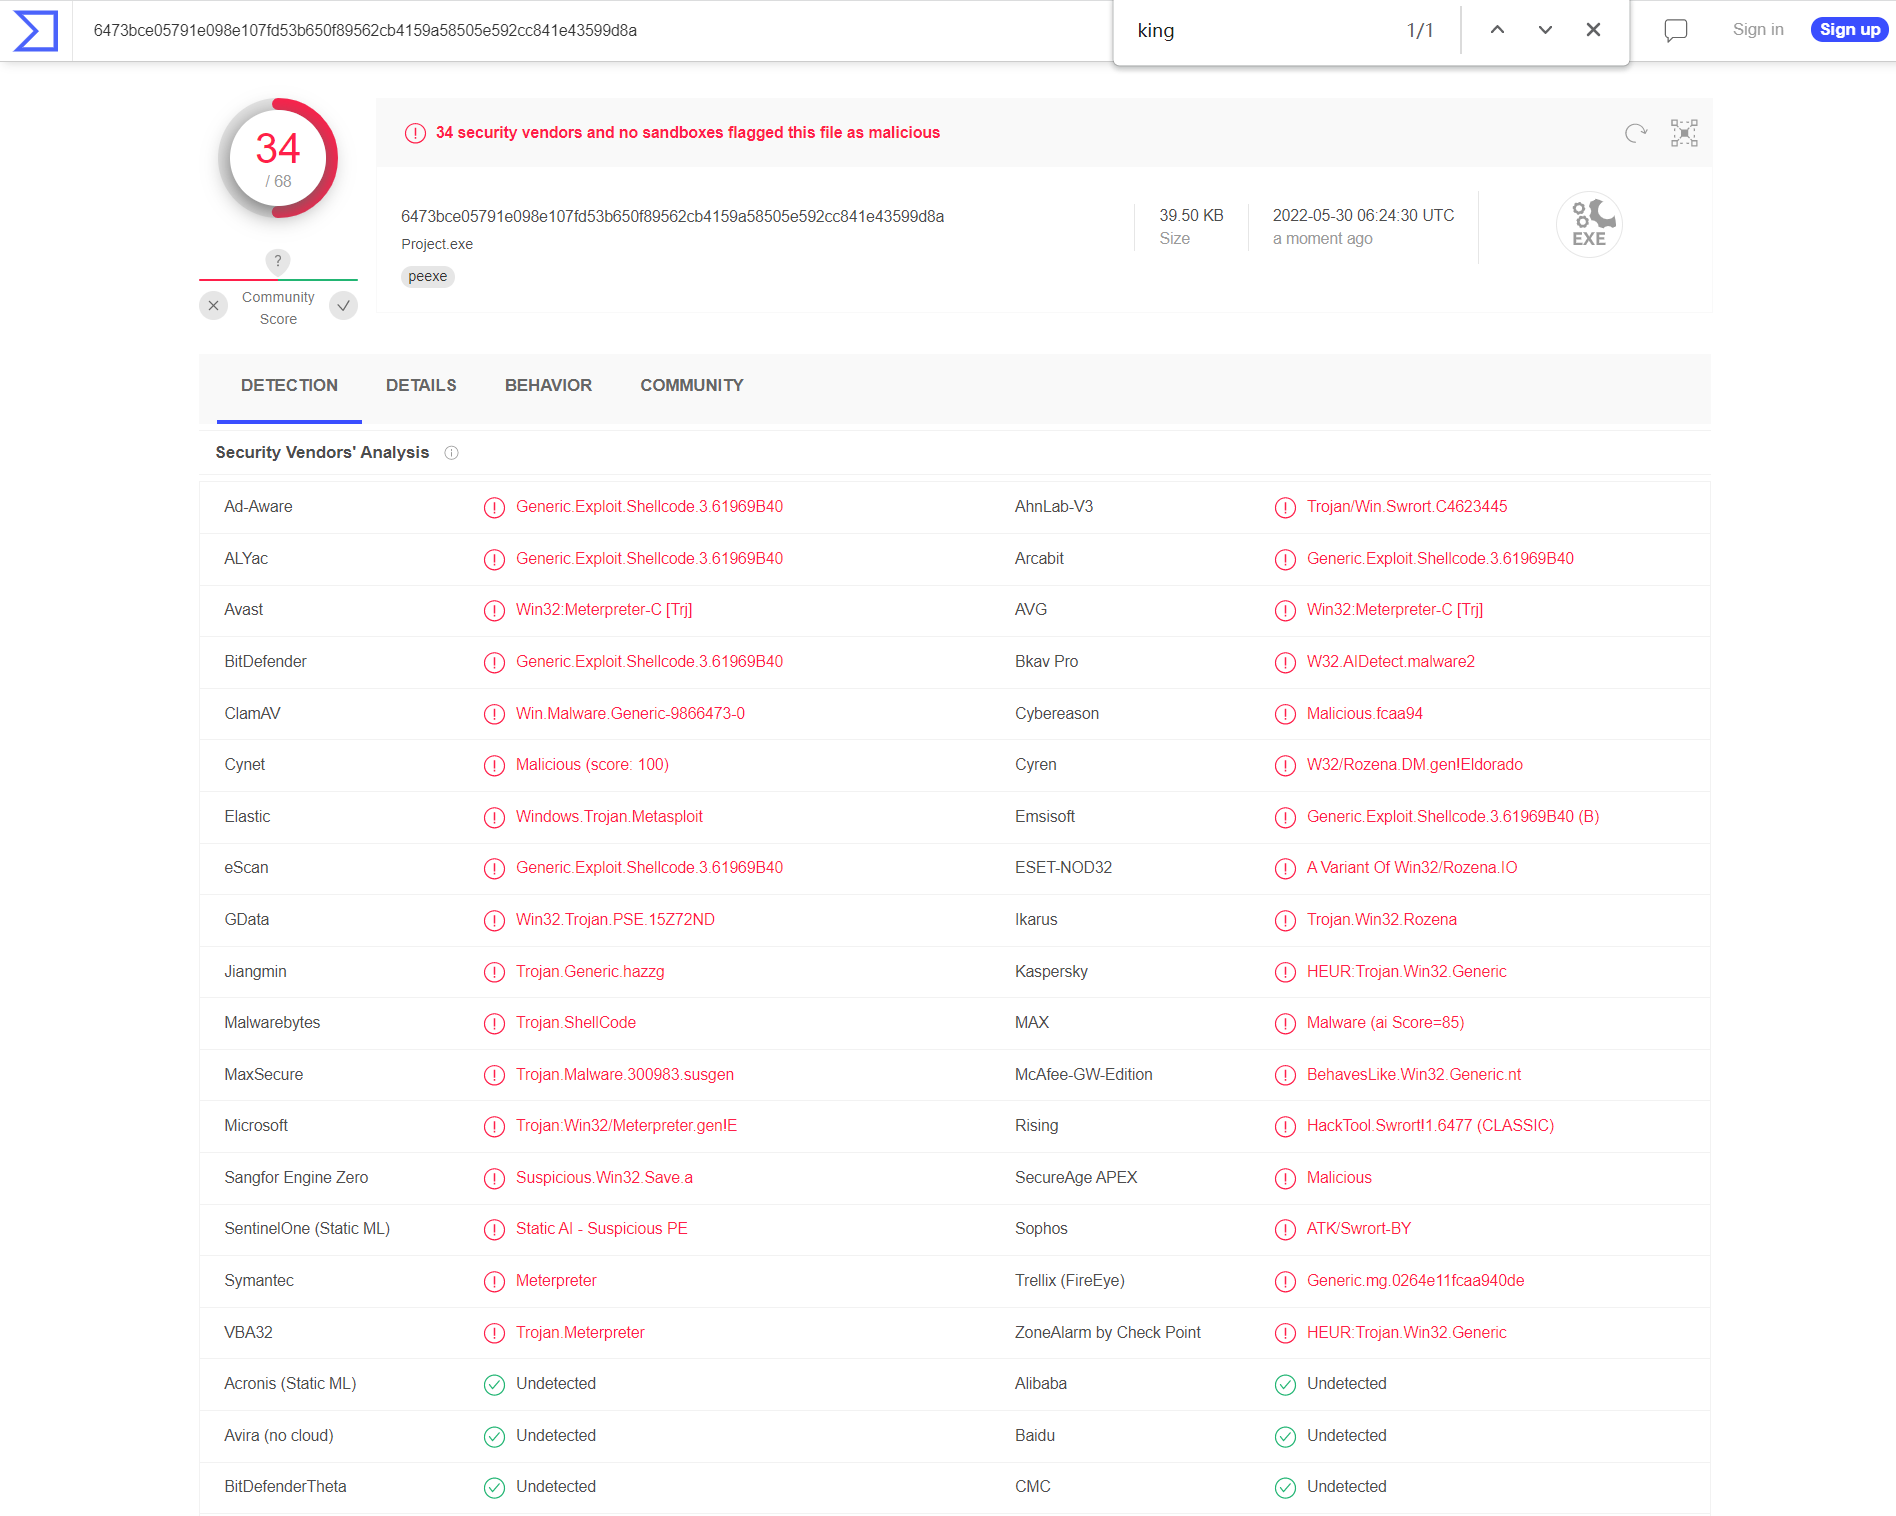 6473bce05791e098e107fd53b650f89562cb4159a58505e592cc841e43599d8a
king 1/1
Sign in Sign up
34
/ 68
34 security vendors and no sandboxes flagged this file as malicious
6473bce05791e098e107fd53b650f89562cb4159a58505e592cc841e43599d8a
Project.exe
peexe
39.50 KB
Size
2022-05-30 06:24:30 UTC
a moment ago
EXE
?
Community
Score
DETECTION DETAILS BEHAVIOR COMMUNITY
Security Vendors' Analysis
Ad-Aware Generic.Exploit.Shellcode.3.61969B40 AhnLab-V3 Trojan/Win.Swrort.C4623445
ALYac Generic.Exploit.Shellcode.3.61969B40 Arcabit Generic.Exploit.Shellcode.3.61969B40
Avast Win32:Meterpreter-C [Trj] AVG Win32:Meterpreter-C [Trj]
BitDefender Generic.Exploit.Shellcode.3.61969B40 Bkav Pro W32.AIDetect.malware2
ClamAV Win.Malware.Generic-9866473-0 Cybereason Malicious.fcaa94
Cynet Malicious (score: 100) Cyren W32/Rozena.DM.gen!Eldorado
Elastic Windows.Trojan.Metasploit Emsisoft Generic.Exploit.Shellcode.3.61969B40 (B)
eScan Generic.Exploit.Shellcode.3.61969B40 ESET-NOD32 A Variant Of Win32/Rozena.IO
GData Win32.Trojan.PSE.15Z72ND Ikarus Trojan.Win32.Rozena
Jiangmin Trojan.Generic.hazzg Kaspersky HEUR:Trojan.Win32.Generic
Malwarebytes Trojan.ShellCode MAX Malware (ai Score=85)
MaxSecure Trojan.Malware.300983.susgen McAfee-GW-Edition BehavesLike.Win32.Generic.nt
Microsoft Trojan:Win32/Meterpreter.gen!E Rising HackTool.Swrort!1.6477 (CLASSIC)
Sangfor Engine Zero Suspicious.Win32.Save.a SecureAge APEX Malicious
SentinelOne (Static ML) Static AI - Suspicious PE Sophos ATK/Swrort-BY
Symantec Meterpreter Trellix (FireEye) Generic.mg.0264e11fcaa940de
VBA32 Trojan.Meterpreter ZoneAlarm by Check Point HEUR:Trojan.Win32.Generic
Acronis (Static ML) Undetected Alibaba Undetected
Avira (no cloud) Undetected Baidu Undetected
BitDefenderTheta Undetected CMC Undetected